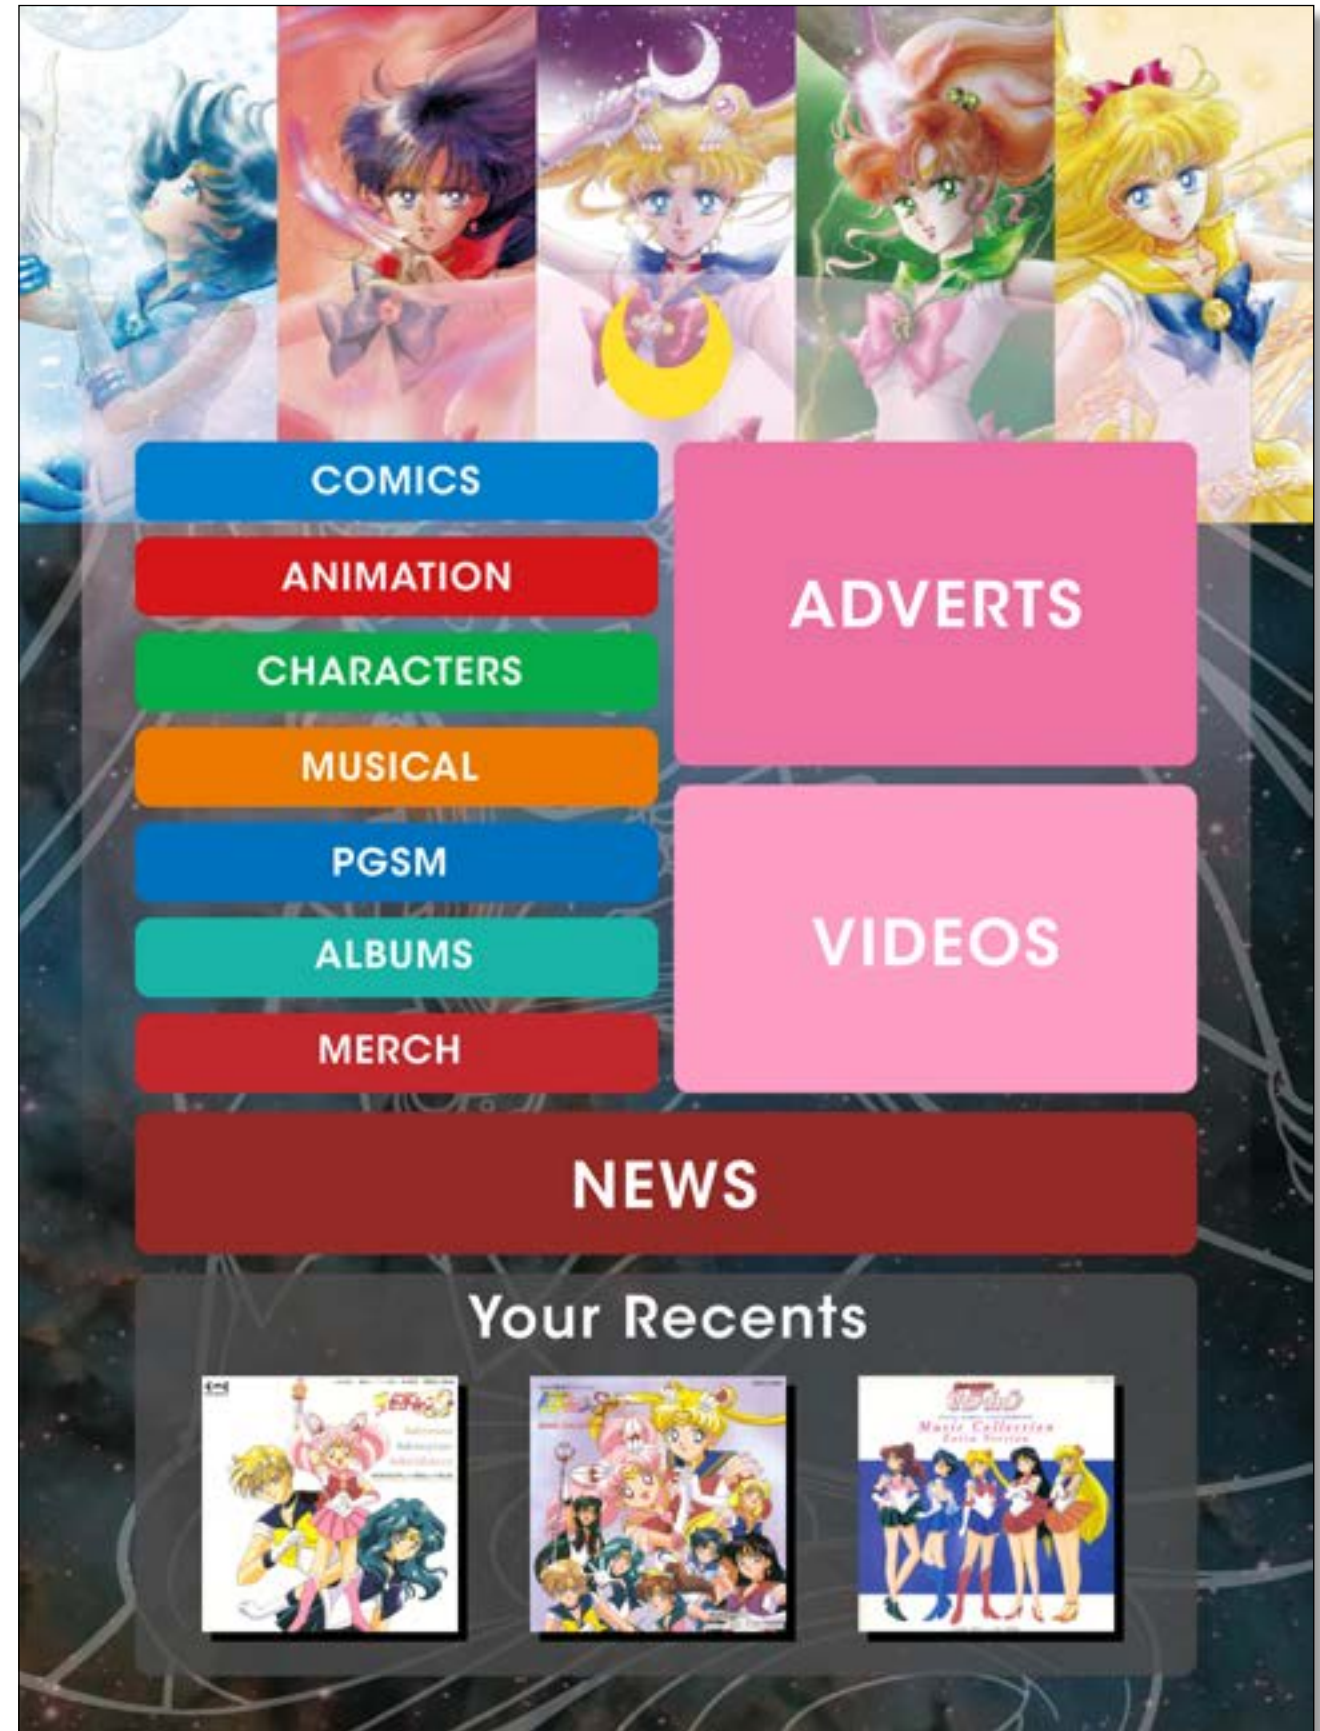 COMICS
ANIMATION
CHARACTERS
MUSICAL
PGSM
ALBUMS
MERCH
ADVERTS
VIDEOS
NEWS
Your Recents
Music Collection